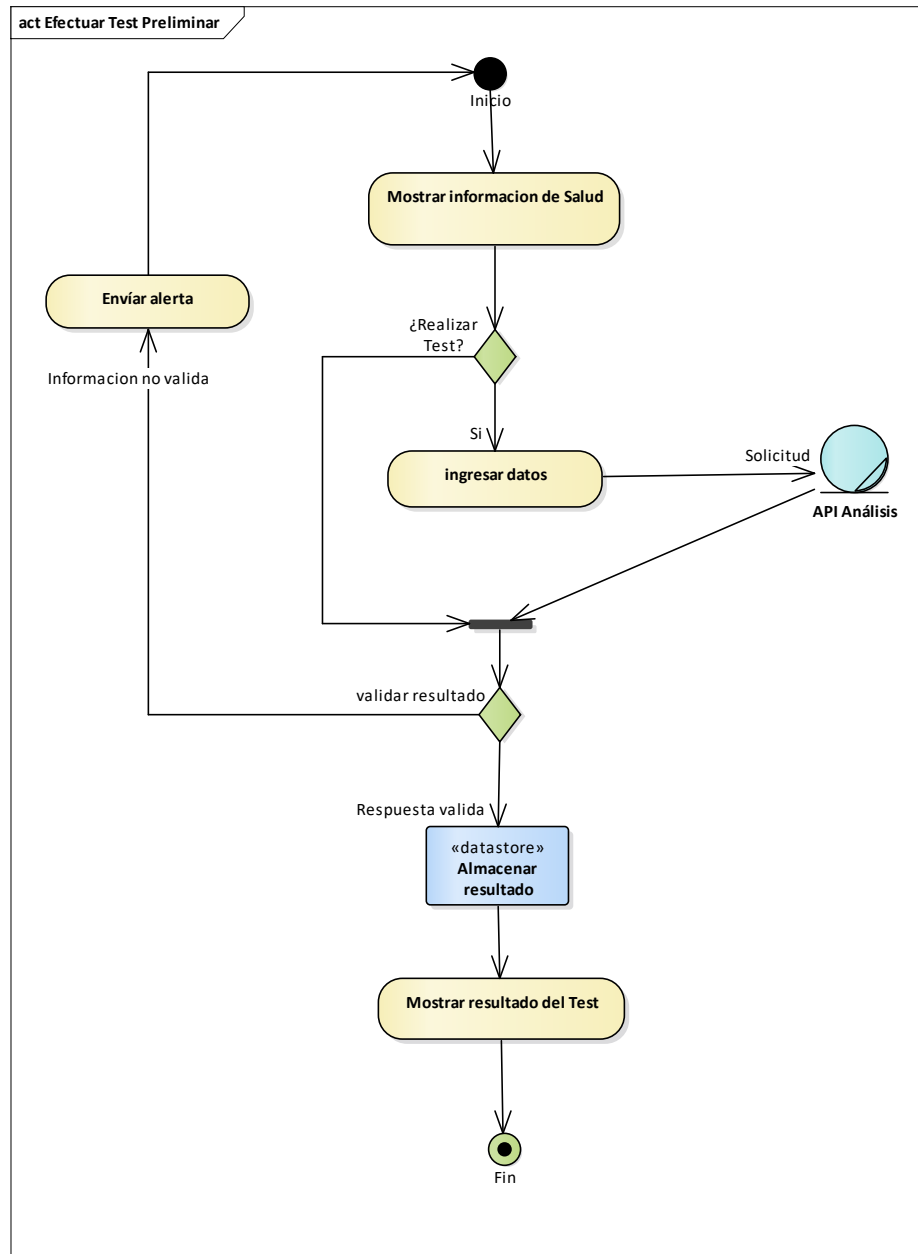 act Efectuar Test Preliminar
Inicio
Mostrar informacion de Salud
Envíar alerta
¿Realizar
Test?
Informacion no valida
Si
ingresar datos
Solicitud
API Análisis
validar resultado
Respuesta valida
«datastore»
Almacenar
resultado
Mostrar resultado del Test
Fin